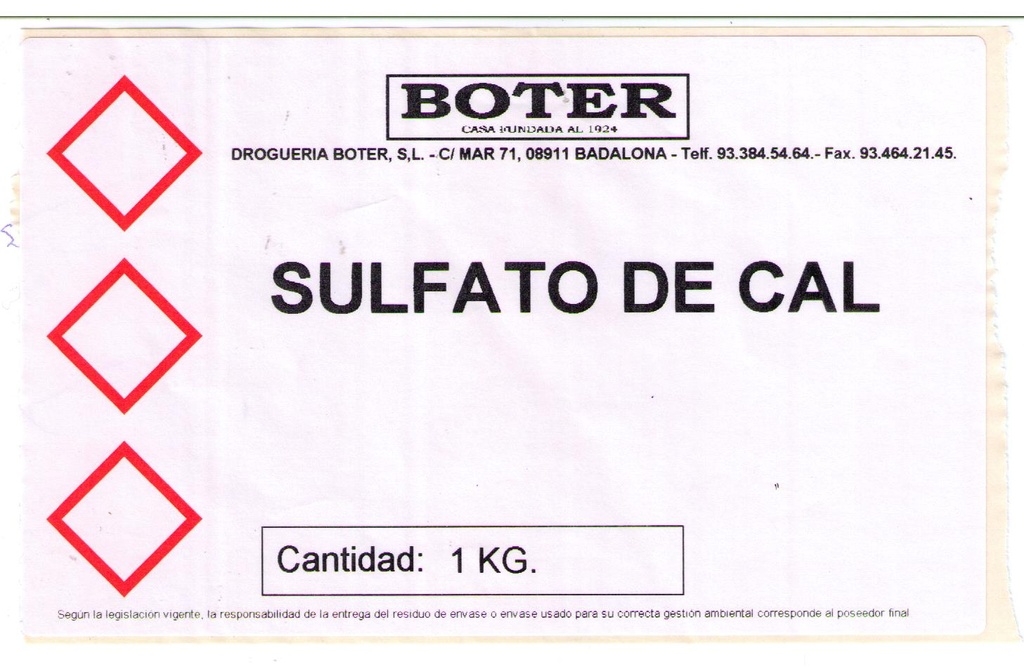 BOTER
CASA FUNDADA AL 1924
DROGUERIA BOTER, S,L. -.C/ MAR 71, 08911 BADALONA - Telf. 93.384.54.64.- Fax. 93.464.21.45.
SULFATO DE CAL
Cantidad: 1 KG.
Según la legislación vigente, la responsabilidad de la entrega del residuo de envase o envase usado para su correcta gestión ambiental corresponde al poseedor final